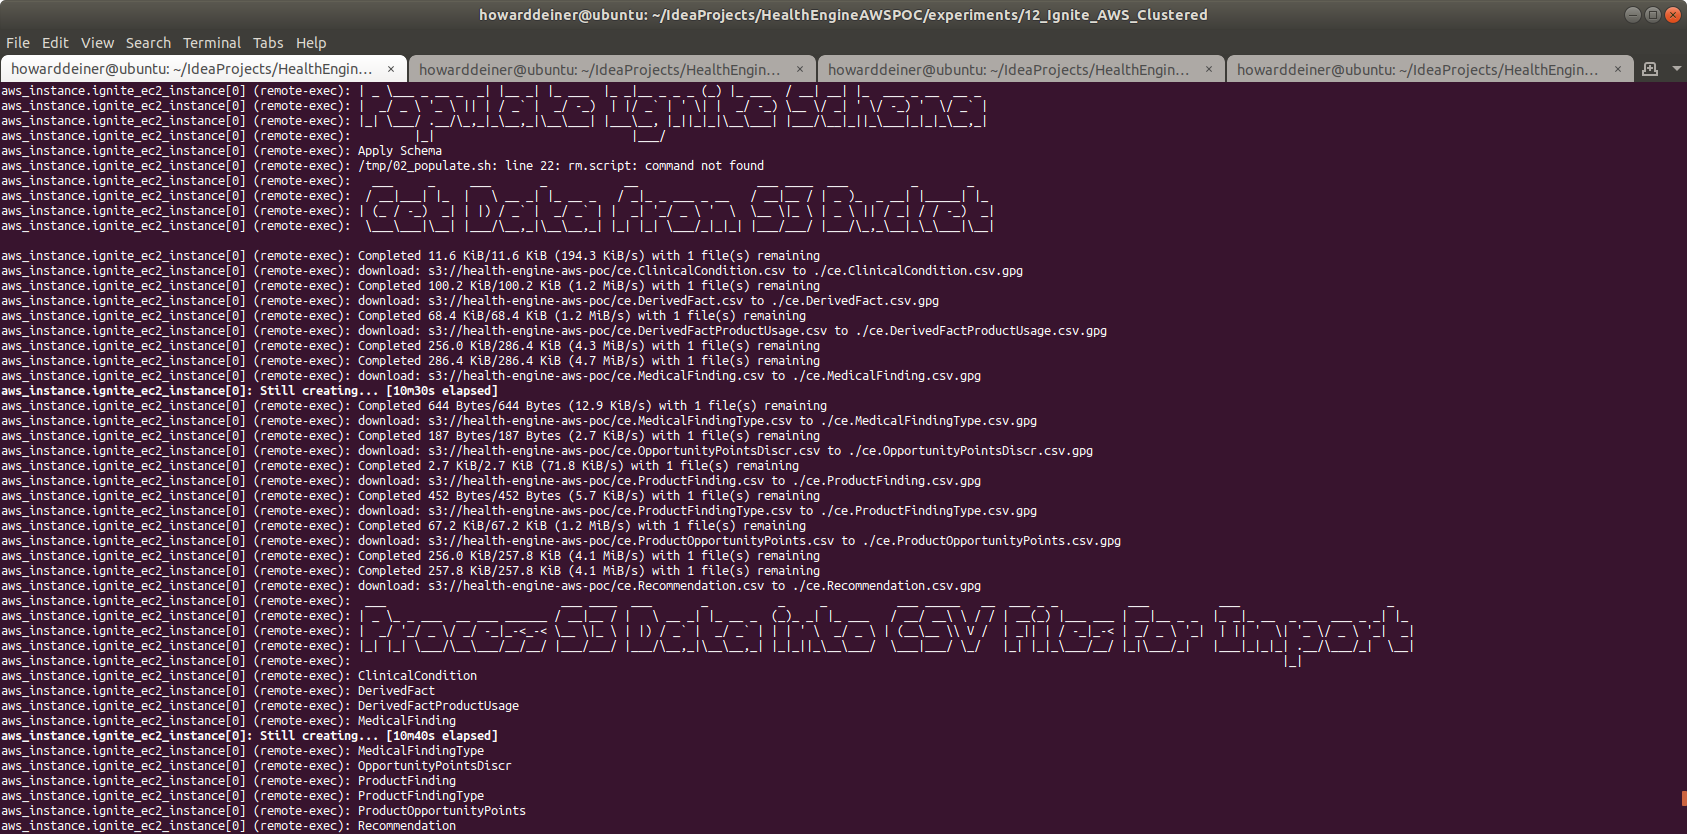 howarddeiner@ubuntu: ~/IdeaProjects/HealthEngineAWSPOC/experiments/12_Ignite_AWS_Clustered
File Edit View Search Terminal Tabs Help
howarddeiner@ubuntu: ~/IdeaProjects/HealthEngin... × howarddeiner@ubuntu: ~/IdeaProjects/HealthEngin... × howarddeiner@ubuntu: ~/IdeaProjects/HealthEngin... × howarddeiner@ubuntu: ~/IdeaProjects/HealthEngin... ×
aws_instance.ignite_ec2_instance[0] (remote-exec): Populate Ignite Schema
aws_instance.ignite_ec2_instance[0] (remote-exec):
aws_instance.ignite_ec2_instance[0] (remote-exec):
aws_instance.ignite_ec2_instance[0] (remote-exec):
aws_instance.ignite_ec2_instance[0] (remote-exec): Apply Schema
aws_instance.ignite_ec2_instance[0] (remote-exec): /tmp/02_populate.sh: line 22: rm.script: command not found
aws_instance.ignite_ec2_instance[0] (remote-exec): Get Data from S3 Bucket
aws_instance.ignite_ec2_instance[0] (remote-exec):
aws_instance.ignite_ec2_instance[0] (remote-exec):
aws_instance.ignite_ec2_instance[0] (remote-exec):
aws_instance.ignite_ec2_instance[0] (remote-exec): Completed 11.6 KiB/11.6 KiB (194.3 KiB/s) with 1 file(s) remaining
aws_instance.ignite_ec2_instance[0] (remote-exec): download: s3://health-engine-aws-poc/ce.ClinicalCondition.csv to ./ce.ClinicalCondition.csv.gpg
aws_instance.ignite_ec2_instance[0] (remote-exec): Completed 100.2 KiB/100.2 KiB (1.2 MiB/s) with 1 file(s) remaining
aws_instance.ignite_ec2_instance[0] (remote-exec): download: s3://health-engine-aws-poc/ce.DerivedFact.csv to ./ce.DerivedFact.csv.gpg
aws_instance.ignite_ec2_instance[0] (remote-exec): Completed 68.4 KiB/68.4 KiB (1.2 MiB/s) with 1 file(s) remaining
aws_instance.ignite_ec2_instance[0] (remote-exec): download: s3://health-engine-aws-poc/ce.DerivedFactProductUsage.csv to ./ce.DerivedFactProductUsage.csv.gpg
aws_instance.ignite_ec2_instance[0] (remote-exec): Completed 256.0 KiB/286.4 KiB (4.3 MiB/s) with 1 file(s) remaining
aws_instance.ignite_ec2_instance[0] (remote-exec): Completed 286.4 KiB/286.4 KiB (4.7 MiB/s) with 1 file(s) remaining
aws_instance.ignite_ec2_instance[0] (remote-exec): download: s3://health-engine-aws-poc/ce.MedicalFinding.csv to ./ce.MedicalFinding.csv.gpg
aws_instance.ignite_ec2_instance[0]: Still creating... [10m30s elapsed]
aws_instance.ignite_ec2_instance[0] (remote-exec): Completed 644 Bytes/644 Bytes (12.9 KiB/s) with 1 file(s) remaining
aws_instance.ignite_ec2_instance[0] (remote-exec): download: s3://health-engine-aws-poc/ce.MedicalFindingType.csv to ./ce.MedicalFindingType.csv.gpg
aws_instance.ignite_ec2_instance[0] (remote-exec): Completed 187 Bytes/187 Bytes (2.7 KiB/s) with 1 file(s) remaining
aws_instance.ignite_ec2_instance[0] (remote-exec): download: s3://health-engine-aws-poc/ce.OpportunityPointsDiscr.csv to ./ce.OpportunityPointsDiscr.csv.gpg
aws_instance.ignite_ec2_instance[0] (remote-exec): Completed 2.7 KiB/2.7 KiB (71.8 KiB/s) with 1 file(s) remaining
aws_instance.ignite_ec2_instance[0] (remote-exec): download: s3://health-engine-aws-poc/ce.ProductFinding.csv to ./ce.ProductFinding.csv.gpg
aws_instance.ignite_ec2_instance[0] (remote-exec): Completed 452 Bytes/452 Bytes (5.7 KiB/s) with 1 file(s) remaining
aws_instance.ignite_ec2_instance[0] (remote-exec): download: s3://health-engine-aws-poc/ce.ProductFindingType.csv to ./ce.ProductFindingType.csv.gpg
aws_instance.ignite_ec2_instance[0] (remote-exec): Completed 67.2 KiB/67.2 KiB (1.2 MiB/s) with 1 file(s) remaining
aws_instance.ignite_ec2_instance[0] (remote-exec): download: s3://health-engine-aws-poc/ce.ProductOpportunityPoints.csv to ./ce.ProductOpportunityPoints.csv.gpg
aws_instance.ignite_ec2_instance[0] (remote-exec): Completed 256.0 KiB/257.8 KiB (4.1 MiB/s) with 1 file(s) remaining
aws_instance.ignite_ec2_instance[0] (remote-exec): Completed 257.8 KiB/257.8 KiB (4.1 MiB/s) with 1 file(s) remaining
aws_instance.ignite_ec2_instance[0] (remote-exec): download: s3://health-engine-aws-poc/ce.Recommendation.csv to ./ce.Recommendation.csv.gpg
aws_instance.ignite_ec2_instance[0] (remote-exec): Process S3 Data into CSV Files For Import
aws_instance.ignite_ec2_instance[0] (remote-exec):
aws_instance.ignite_ec2_instance[0] (remote-exec):
aws_instance.ignite_ec2_instance[0] (remote-exec):
aws_instance.ignite_ec2_instance[0] (remote-exec):
aws_instance.ignite_ec2_instance[0] (remote-exec): ClinicalCondition
aws_instance.ignite_ec2_instance[0] (remote-exec): DerivedFact
aws_instance.ignite_ec2_instance[0] (remote-exec): DerivedFactProductUsage
aws_instance.ignite_ec2_instance[0] (remote-exec): MedicalFinding
aws_instance.ignite_ec2_instance[0]: Still creating... [10m40s elapsed]
aws_instance.ignite_ec2_instance[0] (remote-exec): MedicalFindingType
aws_instance.ignite_ec2_instance[0] (remote-exec): OpportunityPointsDiscr
aws_instance.ignite_ec2_instance[0] (remote-exec): ProductFinding
aws_instance.ignite_ec2_instance[0] (remote-exec): ProductFindingType
aws_instance.ignite_ec2_instance[0] (remote-exec): ProductOpportunityPoints
aws_instance.ignite_ec2_instance[0] (remote-exec): Recommendation